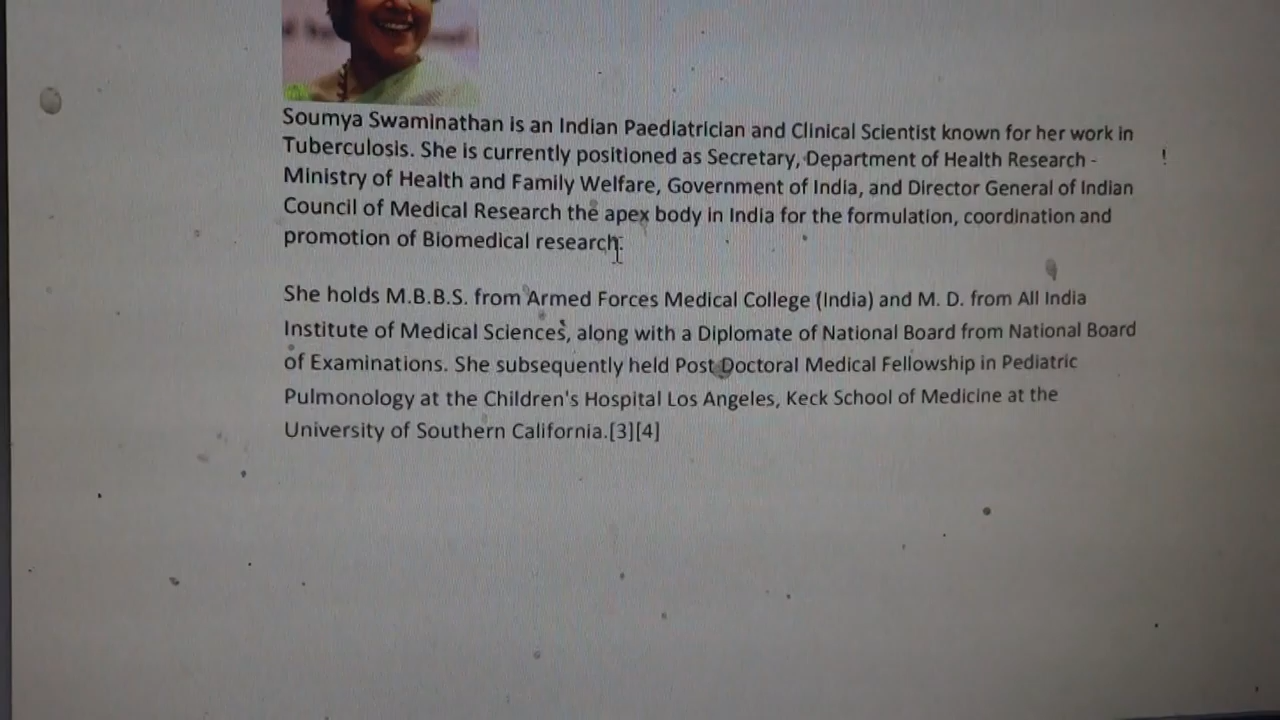 Soumya Swaminathan is an Indian Paediatrician and Clinical Scientist known for her work in
Tuberculosis. She is currently positioned as Secretary, Department of Health Research -
Ministry of Health and Family Welfare, Government of India, and Director General of Indian
Council of Medical Research the apex body in India for the formulation, coordination and
promotion of Biomedical research.
She holds M.B.B.S. from Armed Forces Medical College (India) and M. D. from All India
Institute of Medical Sciences, along with a Diplomate of National Board from National Board
of Examinations. She subsequently held Post Doctoral Medical Fellowship in Pediatric
Pulmonology at the Children's Hospital Los Angeles, Keck School of Medicine at the
University of Southern California.[3][4]